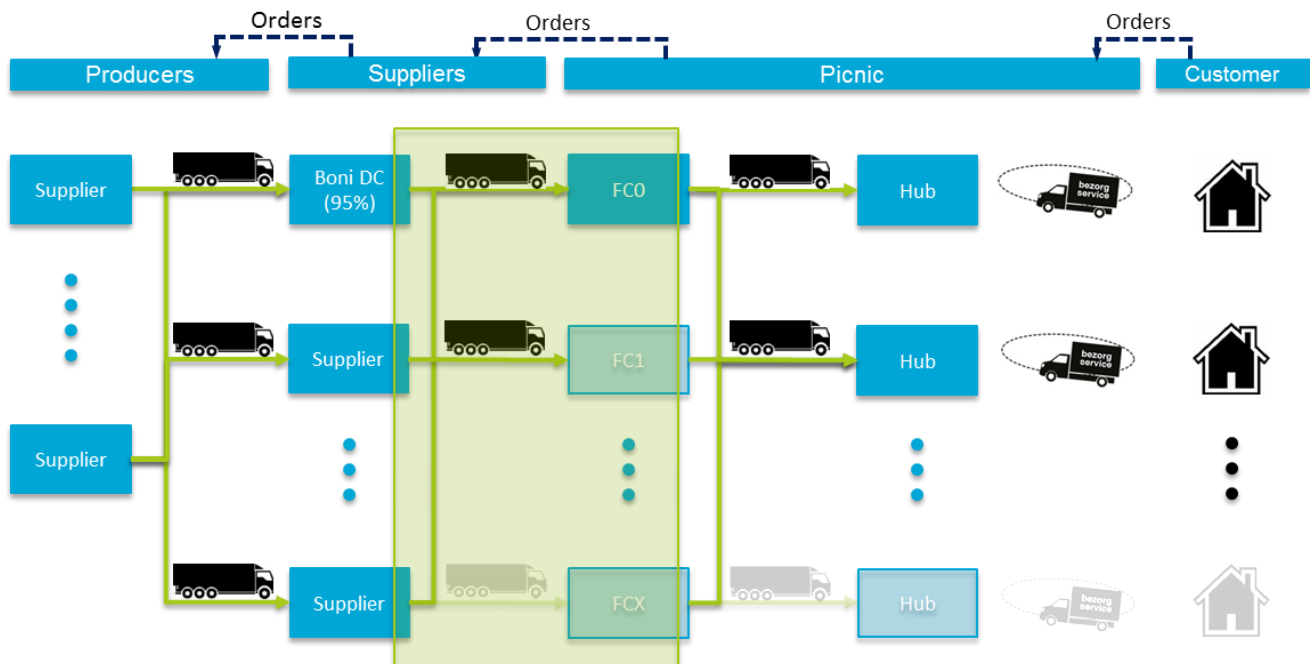 Orders
Orders
Orders
Producers
Suppliers
Picnic
Customer
Supplier
Boni DC
(95%)
FC0
Hub
bezorg
service
Supplier
FC1
Hub
bezorg
service
Supplier
Supplier
FCX
Hub
bezorg
service